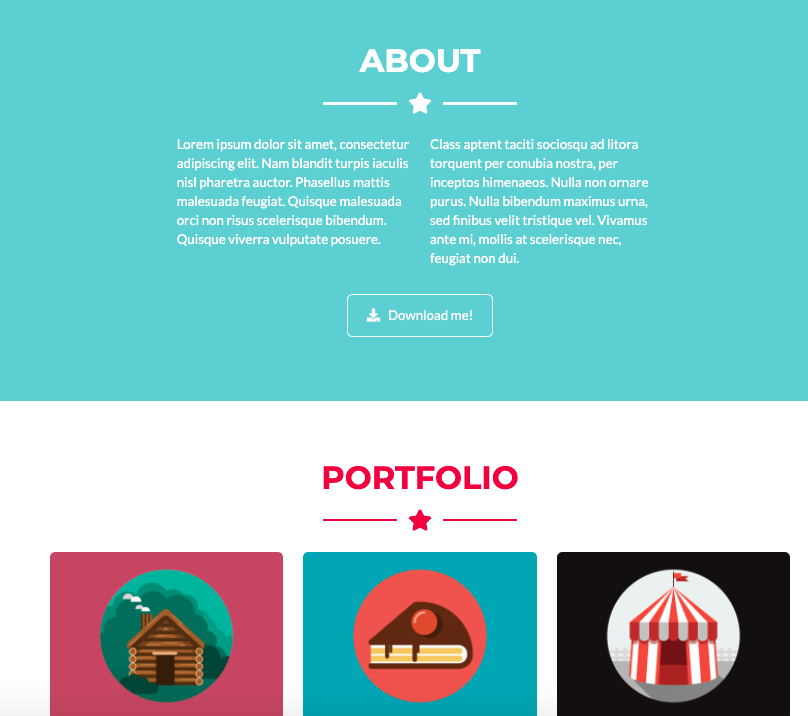 ABOUT
Lorem ipsum dolor sit amet, consectetur
adipiscing elit. Nam blandit turpis iaculis
nisl pharetra auctor. Phasellus mattis
malesuada feugiat. Quisque malesuada
orci non risus scelerisque bibendum.
Quisque viverra vulputate posuere.
Class aptent taciti sociosqu ad litora
torquent per conubia nostra, per
inceptos himenaeos. Nulla non ornare
purus. Nulla bibendum maximus urna,
sed finibus velit tristique vel. Vivamus
ante mi, mollis at scelerisque nec,
feugiat non dui.
Download me!
PORTFOLIO